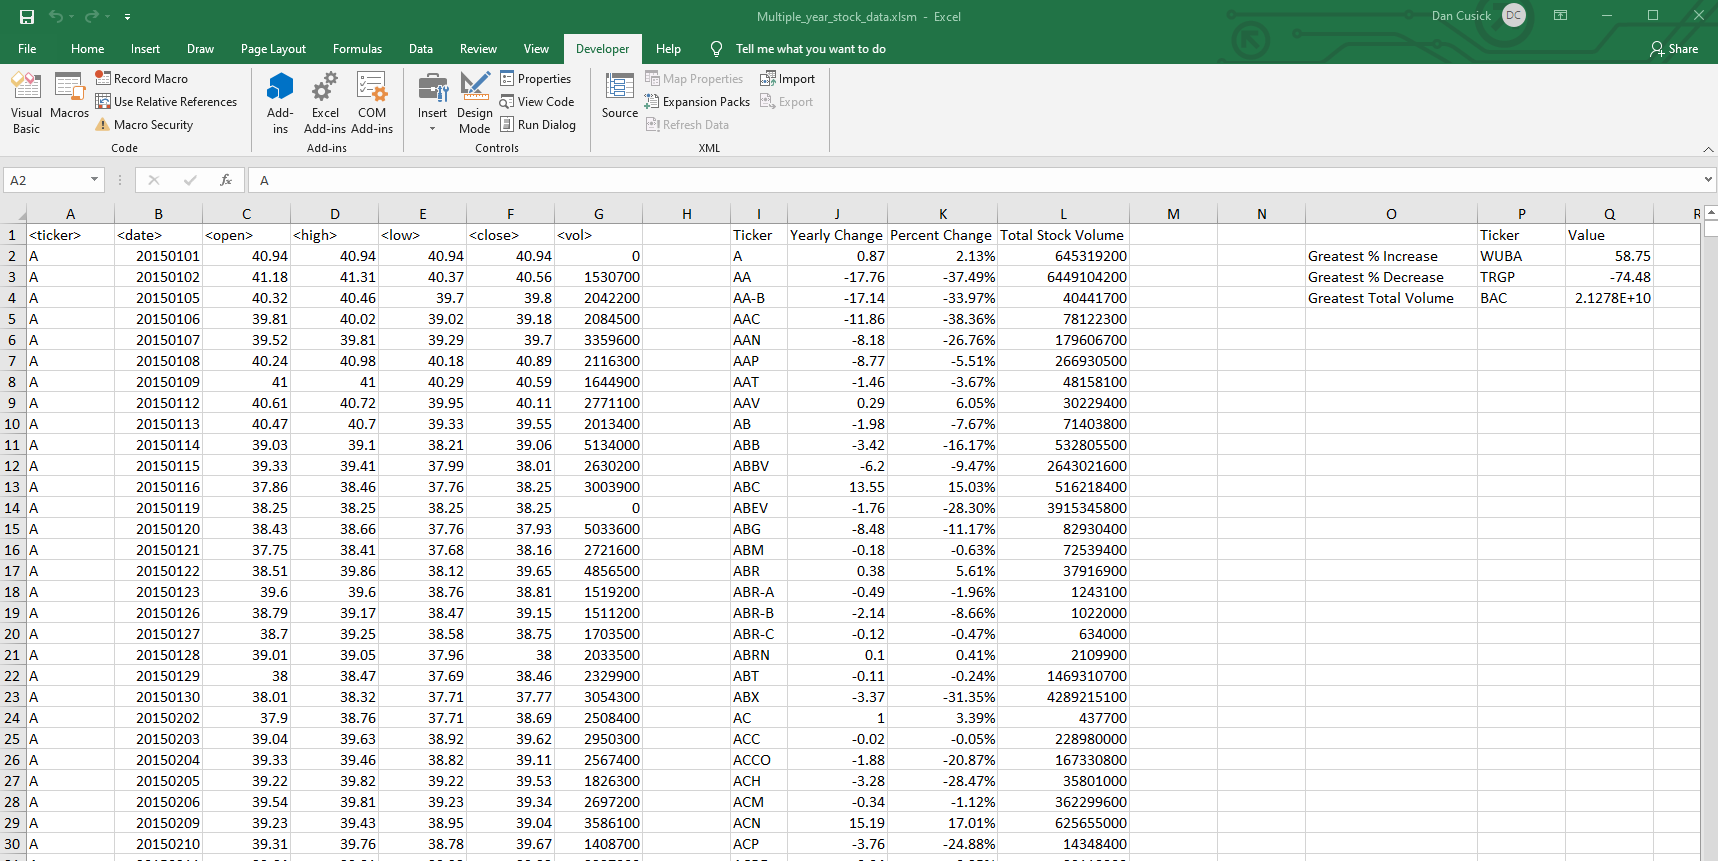 Multiple_year_stock_data.xlsm - Excel
Dan Cusick DC
File Home Insert Draw Page Layout Formulas Data Review View Developer Help Tell me what you want to do Share
Visual Basic
Macros
Record Macro
Use Relative References
Macro Security
Code
Add-ins
Excel Add-ins
COM Add-ins
Add-ins
Insert
Design Mode
Properties
View Code
Run Dialog
Controls
Source
Map Properties
Expansion Packs
Refresh Data
Import
Export
XML
A2 fx A
A B C D E F G H I J K L M N O P Q R
1 <ticker> <date> <open> <high> <low> <close> <vol> Ticker Yearly Change Percent Change Total Stock Volume Ticker Value
2 A 20150101 40.94 40.94 40.94 40.94 0 A 0.87 2.13% 645319200 Greatest % Increase WUBA 58.75
3 A 20150102 41.18 41.31 40.37 40.56 1530700 AA -17.76 -37.49% 6449104200 Greatest % Decrease TRGP -74.48
4 A 20150105 40.32 40.46 39.7 39.8 2042200 AA-B -17.14 -33.97% 40441700 Greatest Total Volume BAC 2.1278E+10
5 A 20150106 39.81 40.02 39.02 39.18 2084500 AAC -11.86 -38.36% 78122300
6 A 20150107 39.52 39.81 39.29 39.7 3359600 AAN -8.18 -26.76% 179606700
7 A 20150108 40.24 40.98 40.18 40.89 2116300 AAP -8.77 -5.51% 266930500
8 A 20150109 41 41 40.29 40.59 1644900 AAT -1.46 -3.67% 48158100
9 A 20150112 40.61 40.72 39.95 40.11 2771100 AAV 0.29 6.05% 30229400
10 A 20150113 40.47 40.7 39.33 39.55 2013400 AB -1.98 -7.67% 71403800
11 A 20150114 39.03 39.1 38.21 39.06 5134000 ABB -3.42 -16.17% 532805500
12 A 20150115 39.33 39.41 37.99 38.01 2630200 ABBV -6.2 -9.47% 2643021600
13 A 20150116 37.86 38.46 37.76 38.25 3003900 ABC 13.55 15.03% 516218400
14 A 20150119 38.25 38.25 38.25 38.25 0 ABEV -1.76 -28.30% 3915345800
15 A 20150120 38.43 38.66 37.76 37.93 5033600 ABG -8.48 -11.17% 82930400
16 A 20150121 37.75 38.41 37.68 38.16 2721600 ABM -0.18 -0.63% 72539400
17 A 20150122 38.51 39.86 38.12 39.65 4856500 ABR 0.38 5.61% 37916900
18 A 20150123 39.6 39.6 38.76 38.81 1519200 ABR-A -0.49 -1.96% 1243100
19 A 20150126 38.79 39.17 38.47 39.15 1511200 ABR-B -2.14 -8.66% 1022000
20 A 20150127 38.7 39.25 38.58 38.75 1703500 ABR-C -0.12 -0.47% 634000
21 A 20150128 39.01 39.05 37.96 38 2033500 ABRN 0.1 0.41% 2109900
22 A 20150129 38 38.47 37.69 38.46 2329900 ABT -0.11 -0.24% 1469310700
23 A 20150130 38.01 38.32 37.71 37.77 3054300 ABX -3.37 -31.35% 4289215100
24 A 20150202 37.9 38.76 37.71 38.69 2508400 AC 1 3.39% 437700
25 A 20150203 39.04 39.63 38.92 39.62 2950300 ACC -0.02 -0.05% 228980000
26 A 20150204 39.33 39.46 38.82 39.11 2567400 ACCO -1.88 -20.87% 167330800
27 A 20150205 39.22 39.82 39.22 39.53 1826300 ACH -3.28 -28.47% 35801000
28 A 20150206 39.54 39.81 39.23 39.34 2697200 ACM -0.34 -1.12% 362299600
29 A 20150209 39.23 39.43 38.95 39.04 3586100 ACN 15.19 17.01% 625655000
30 A 20150210 39.31 39.76 38.78 39.67 1408700 ACP -3.76 -24.88% 14348400